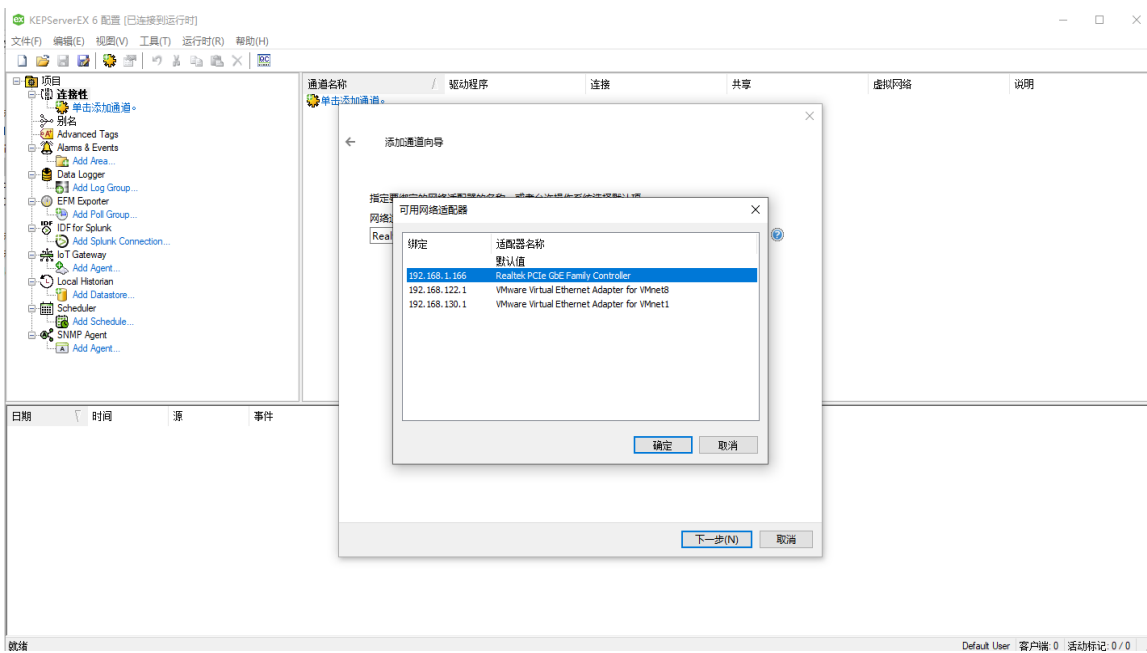 KEPServerEX 6 配置 [已连接到运行时]
文件(F) 编辑(E) 视图(V) 工具(T) 运行时(R) 帮助(H)
项目
连接性
单击添加通道。
别名
Advanced Tags
Alarms & Events
Add Area...
Data Logger
Add Log Group...
EFM Exporter
Add Poll Group...
IDF for Splunk
Add Splunk Connection...
IoT Gateway
Add Agent...
Local Historian
Add Datastore...
Scheduler
Add Schedule...
SNMP Agent
Add Agent...
通道名称 驱动程序 连接 共享 虚拟网络 说明
单击添加通道。
添加通道向导
可用网络适配器
网络
Real
绑定 适配器名称
默认值
192.168.1.166 Realtek PCIe GbE Family Controller
192.168.122.1 VMware Virtual Ethernet Adapter for VMnet8
192.168.130.1 VMware Virtual Ethernet Adapter for VMnet1
确定 取消
下一步(N) 取消
日期 时间 源 事件
就绪
Default User 客户端: 0 活动标记: 0 / 0